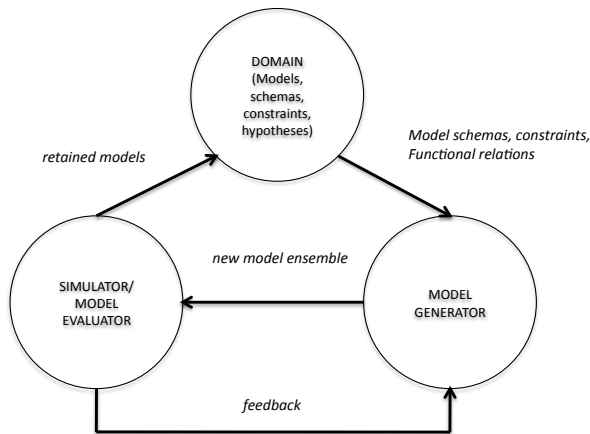 DOMAIN
(Models,
schemas,
constraints,
hypotheses)
Model schemas, constraints,
Functional relations
retained models
new model ensemble
SIMULATOR/
MODEL
EVALUATOR
MODEL
GENERATOR
feedback